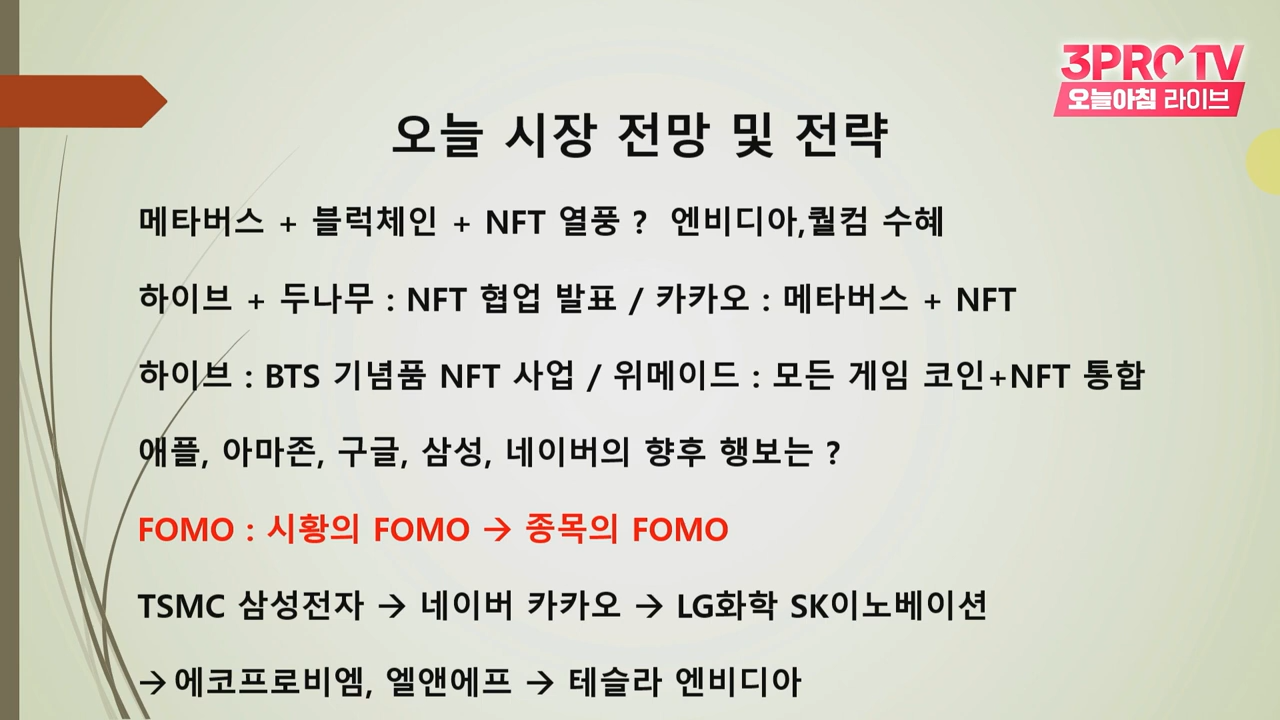 3PRO TV
오늘아침 라이브
오늘 시장 전망 및 전략
메타버스 + 블럭체인 + NFT 열풍 ? 엔비디아,퀄컴 수혜
하이브 + 두나무 : NFT 협업 발표 / 카카오 : 메타버스 + NFT
하이브 : BTS 기념품 NFT 사업 / 위메이드 : 모든 게임 코인+NFT 통합
애플, 아마존, 구글, 삼성, 네이버의 향후 행보는 ?
FOMO : 시황의 FOMO → 종목의 FOMO
TSMC 삼성전자 → 네이버 카카오 → LG화학 SK이노베이션
→ 에코프로비엠, 엘앤에프 → 테슬라 엔비디아